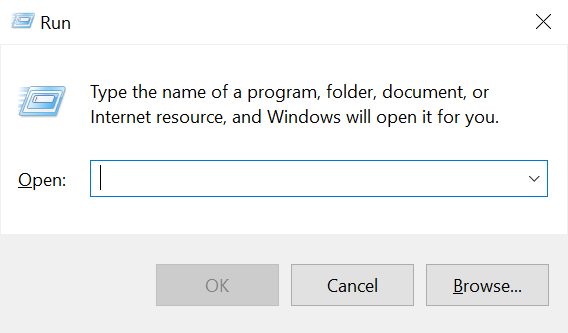 Run
Type the name of a program, folder, document, or
Internet resource, and Windows will open it for you.
Open:
OK
Cancel
Browse...